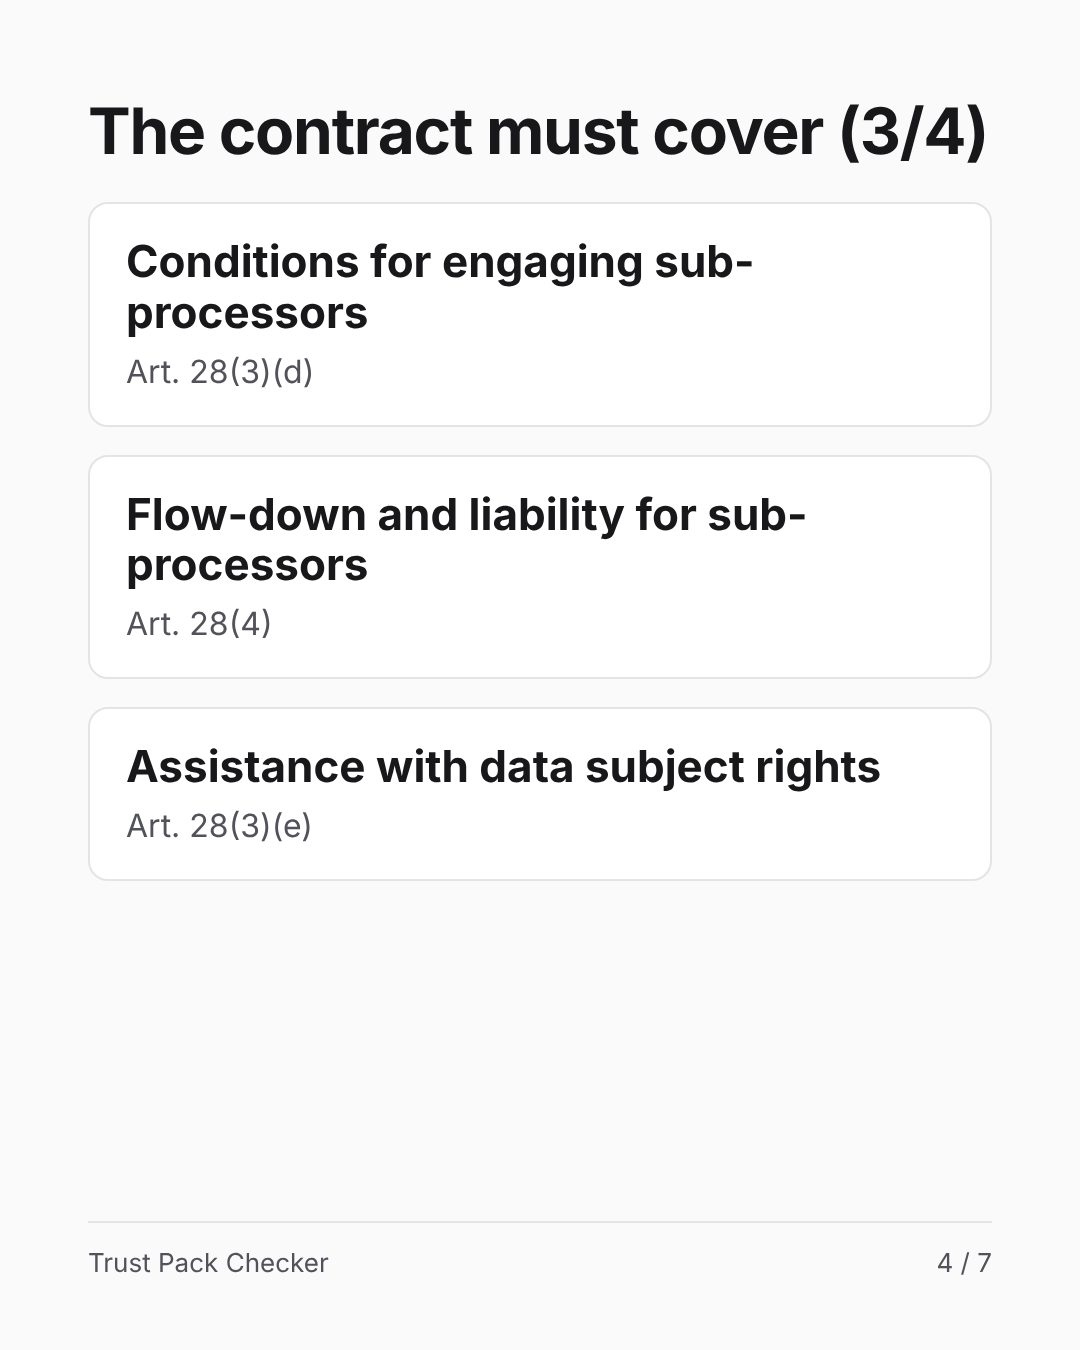 The contract must cover (3/4)
Conditions for engaging sub-
processors
Art. 28(3)(d)
Flow-down and liability for sub-
processors
Art. 28(4)
Assistance with data subject rights
Art. 28(3)(e)
Trust Pack Checker
4 / 7